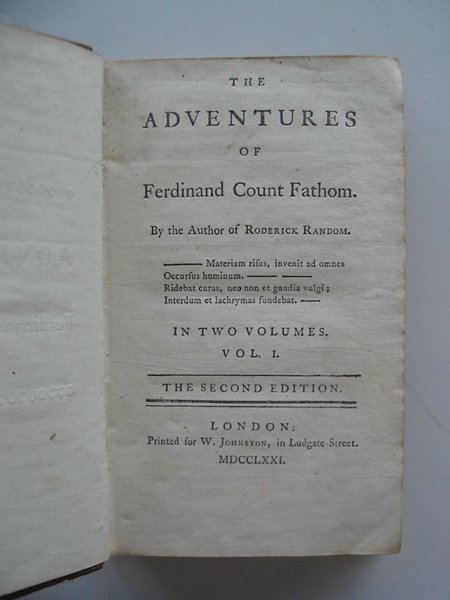 THE
ADVENTURES
OF
Ferdinand Count Fathom.
By the Author of RODERICK RANDOM.
——— Materiam riſus, invenit ad omnes
Occurſus hominum. ——— ———
Ridebat curas, neo non et gaudia vulgi;
Interdum et lachrymas fundebat. ——
IN TWO VOLUMES.
VOL. I.
THE SECOND EDITION.
LONDON:
Printed for W. JOHNSTON, in Ludgate-Street.
MDCCLXXI.